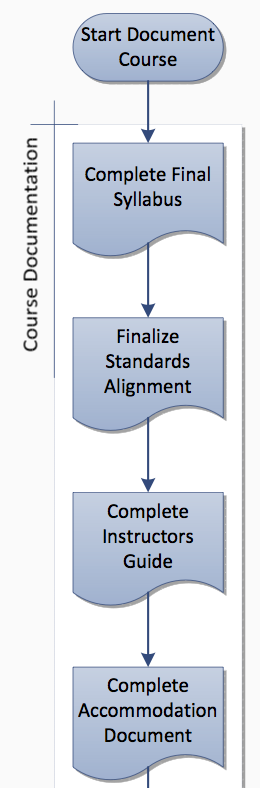 Start Document
Course
Course Documentation
Complete Final
Syllabus
Finalize
Standards
Alignment
Complete
Instructors
Guide
Complete
Accommodation
Document